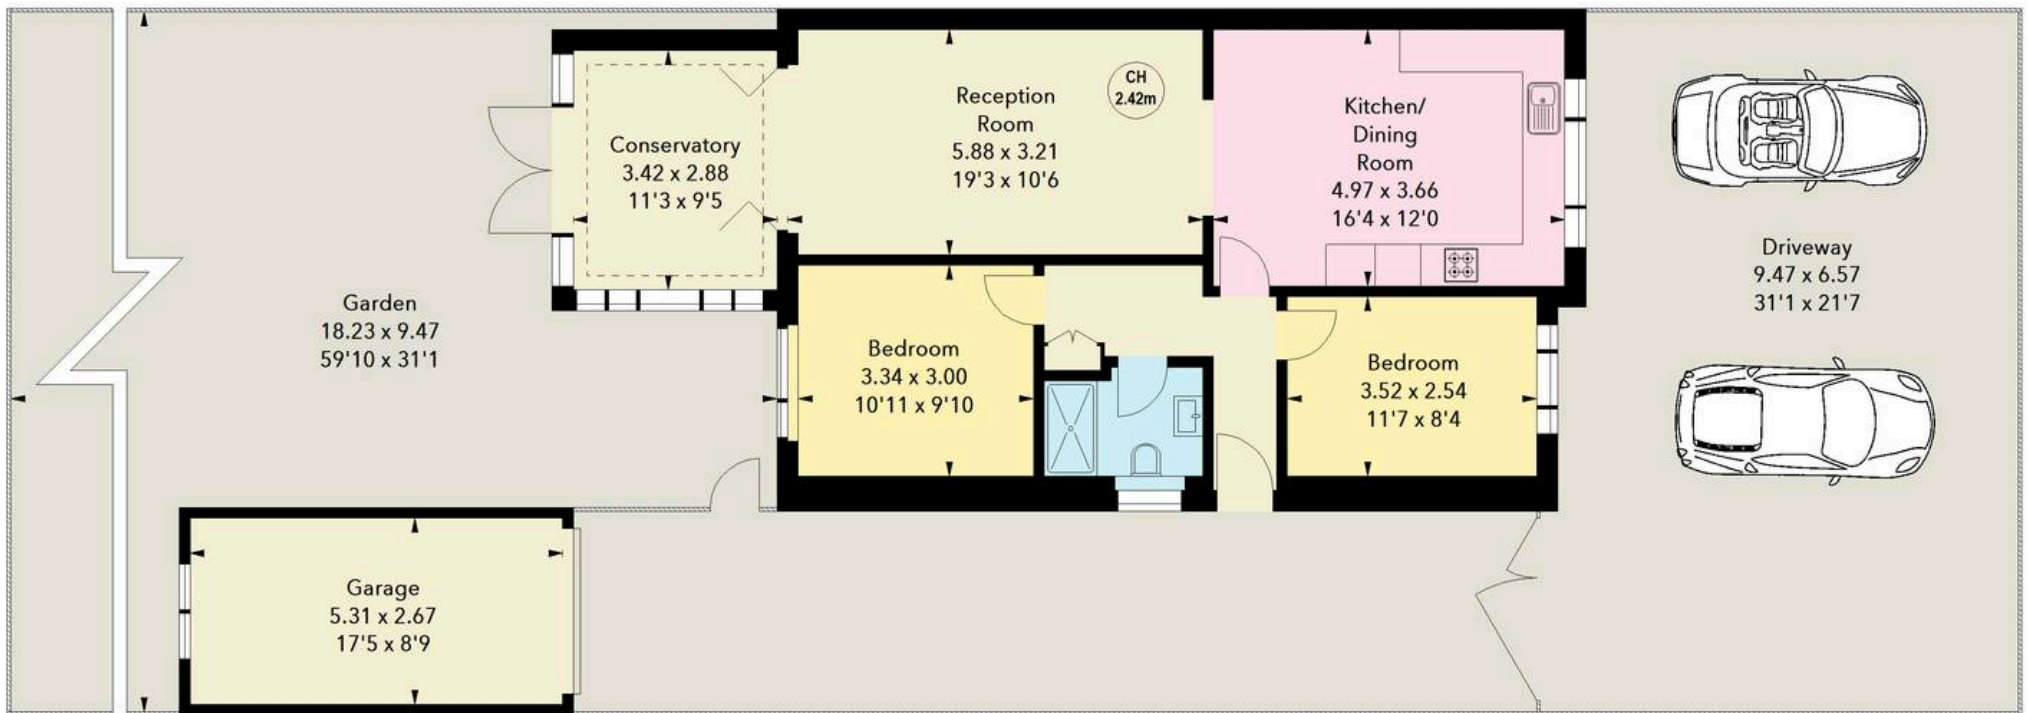 Garden
18.23 x 9.47
59'10 x 31'1
Conservatory
3.42 x 2.88
11'3 x 9'5
Reception
Room
5.88 x 3.21
19'3 x 10'6
CH
2.42m
Kitchen/
Dining
Room
4.97 x 3.66
16'4 x 12'0
Driveway
9.47 x 6.57
31'1 x 21'7
Bedroom
3.34 x 3.00
10'11 x 9'10
Bedroom
3.52 x 2.54
11'7 x 8'4
Garage
5.31 x 2.67
17'5 x 8'9